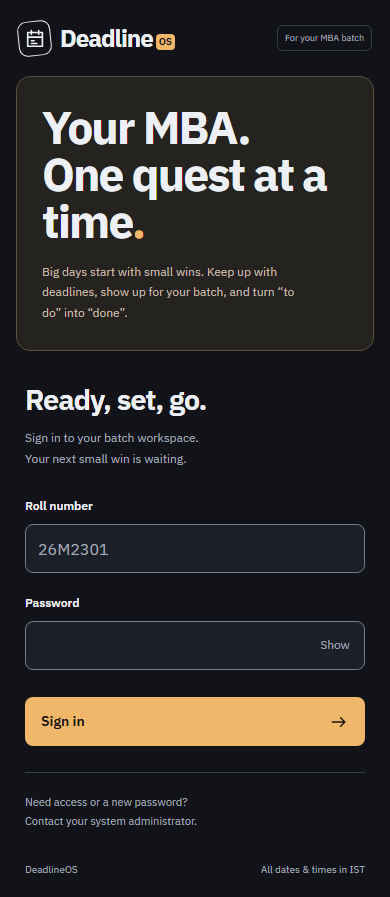 Deadline OS
For your MBA batch
Your MBA.
One quest at a
time.
Big days start with small wins. Keep up with
deadlines, show up for your batch, and turn “to
do” into “done”.
Ready, set, go.
Sign in to your batch workspace.
Your next small win is waiting.
Roll number
26M2301
Password
Show
Sign in
Need access or a new password?
Contact your system administrator.
DeadlineOS
All dates & times in IST